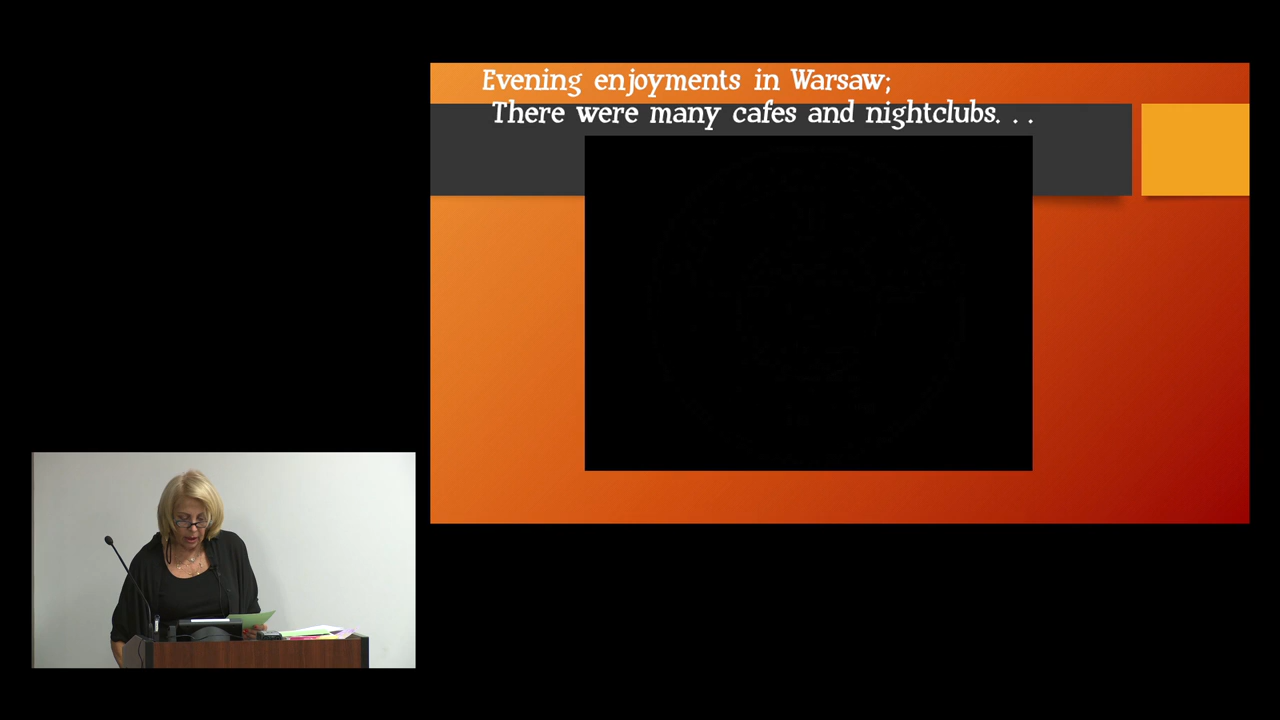 Evening enjoyments in Warsaw;
There were many cafes and nightclubs. . .